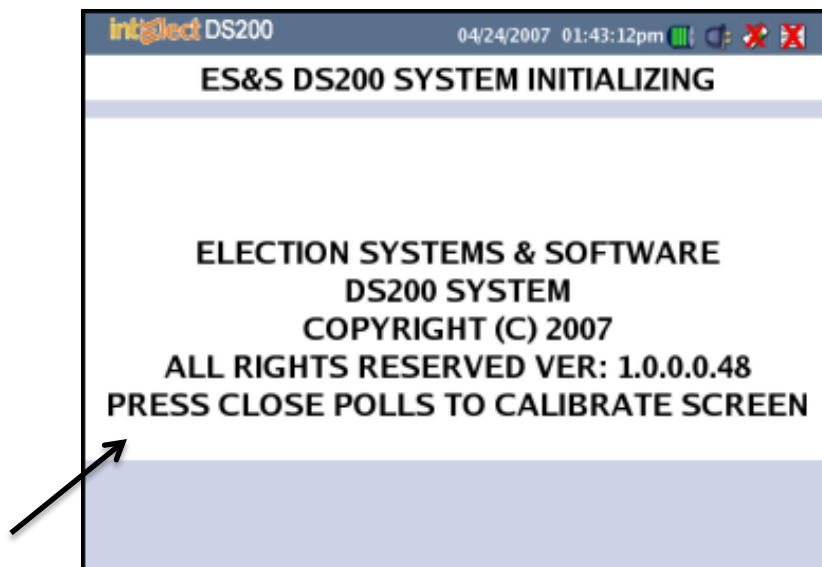 intElect DS200
04/24/2007 01:43:12pm
ES&S DS200 SYSTEM INITIALIZING
ELECTION SYSTEMS & SOFTWARE
DS200 SYSTEM
COPYRIGHT (C) 2007
ALL RIGHTS RESERVED VER: 1.0.0.0.48
PRESS CLOSE POLLS TO CALIBRATE SCREEN